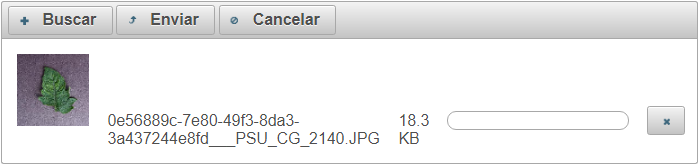 Buscar Enviar Cancelar
0e56889c-7e80-49f3-8da3- 18.3
3a437244e8fd___PSU_CG_2140.JPG KB